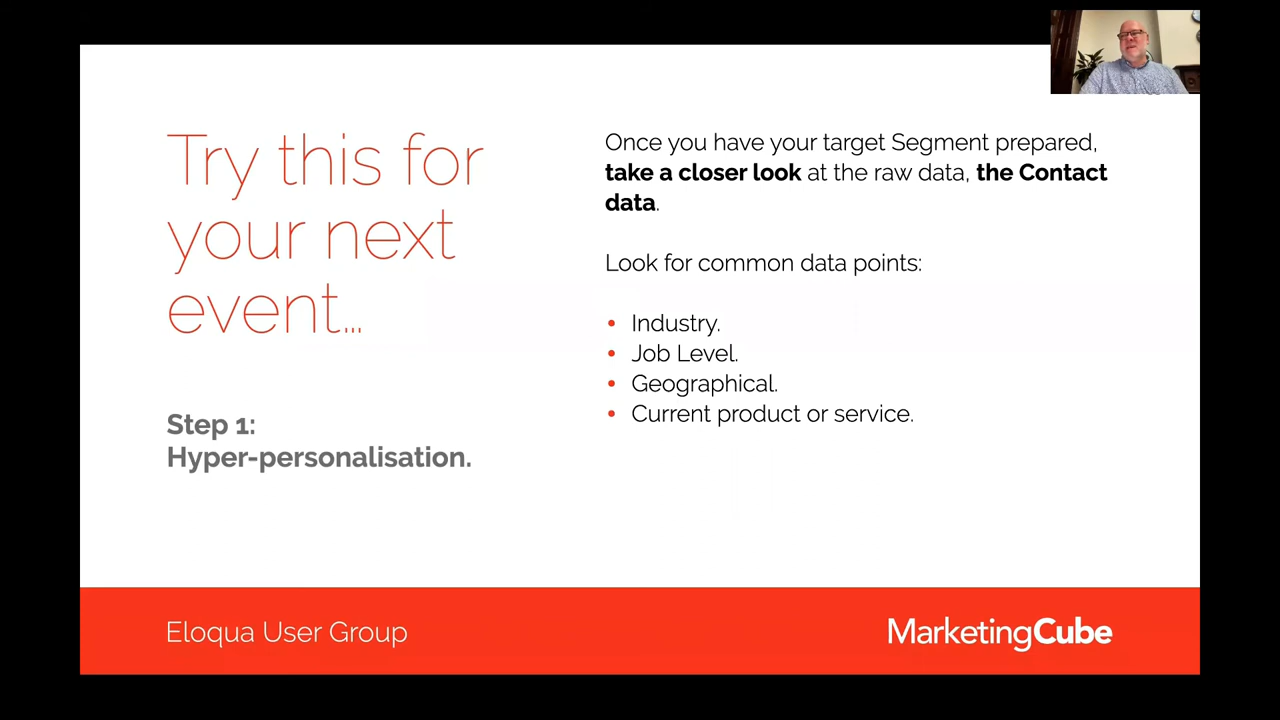 Try this for
your next
event...
Step 1:
Hyper-personalisation.
Once you have your target Segment prepared,
take a closer look at the raw data, the Contact
data.
Look for common data points:
• Industry.
• Job Level.
• Geographical.
• Current product or service.
Eloqua User Group
MarketingCube